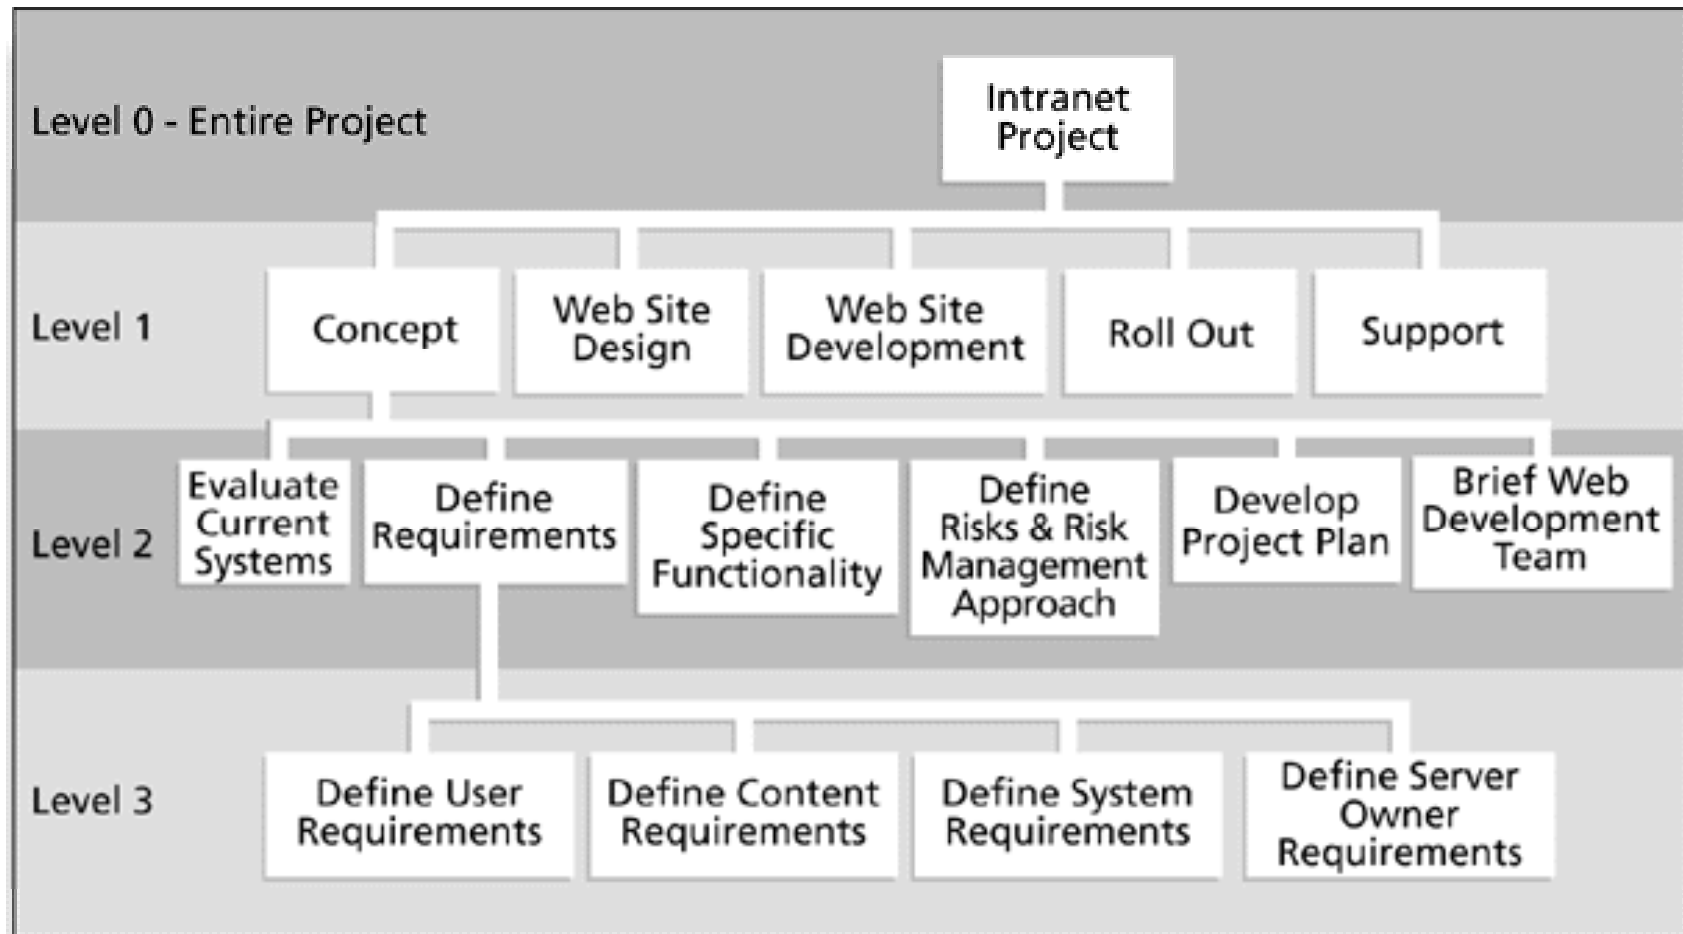 Level 0 - Entire Project
Intranet
Project
Level 1
Concept
Web Site
Design
Web Site
Development
Roll Out
Support
Level 2
Evaluate
Current
Systems
Define
Requirements
Define
Specific
Functionality
Define
Risks & Risk
Management
Approach
Develop
Project Plan
Brief Web
Development
Team
Level 3
Define User
Requirements
Define Content
Requirements
Define System
Requirements
Define Server
Owner
Requirements